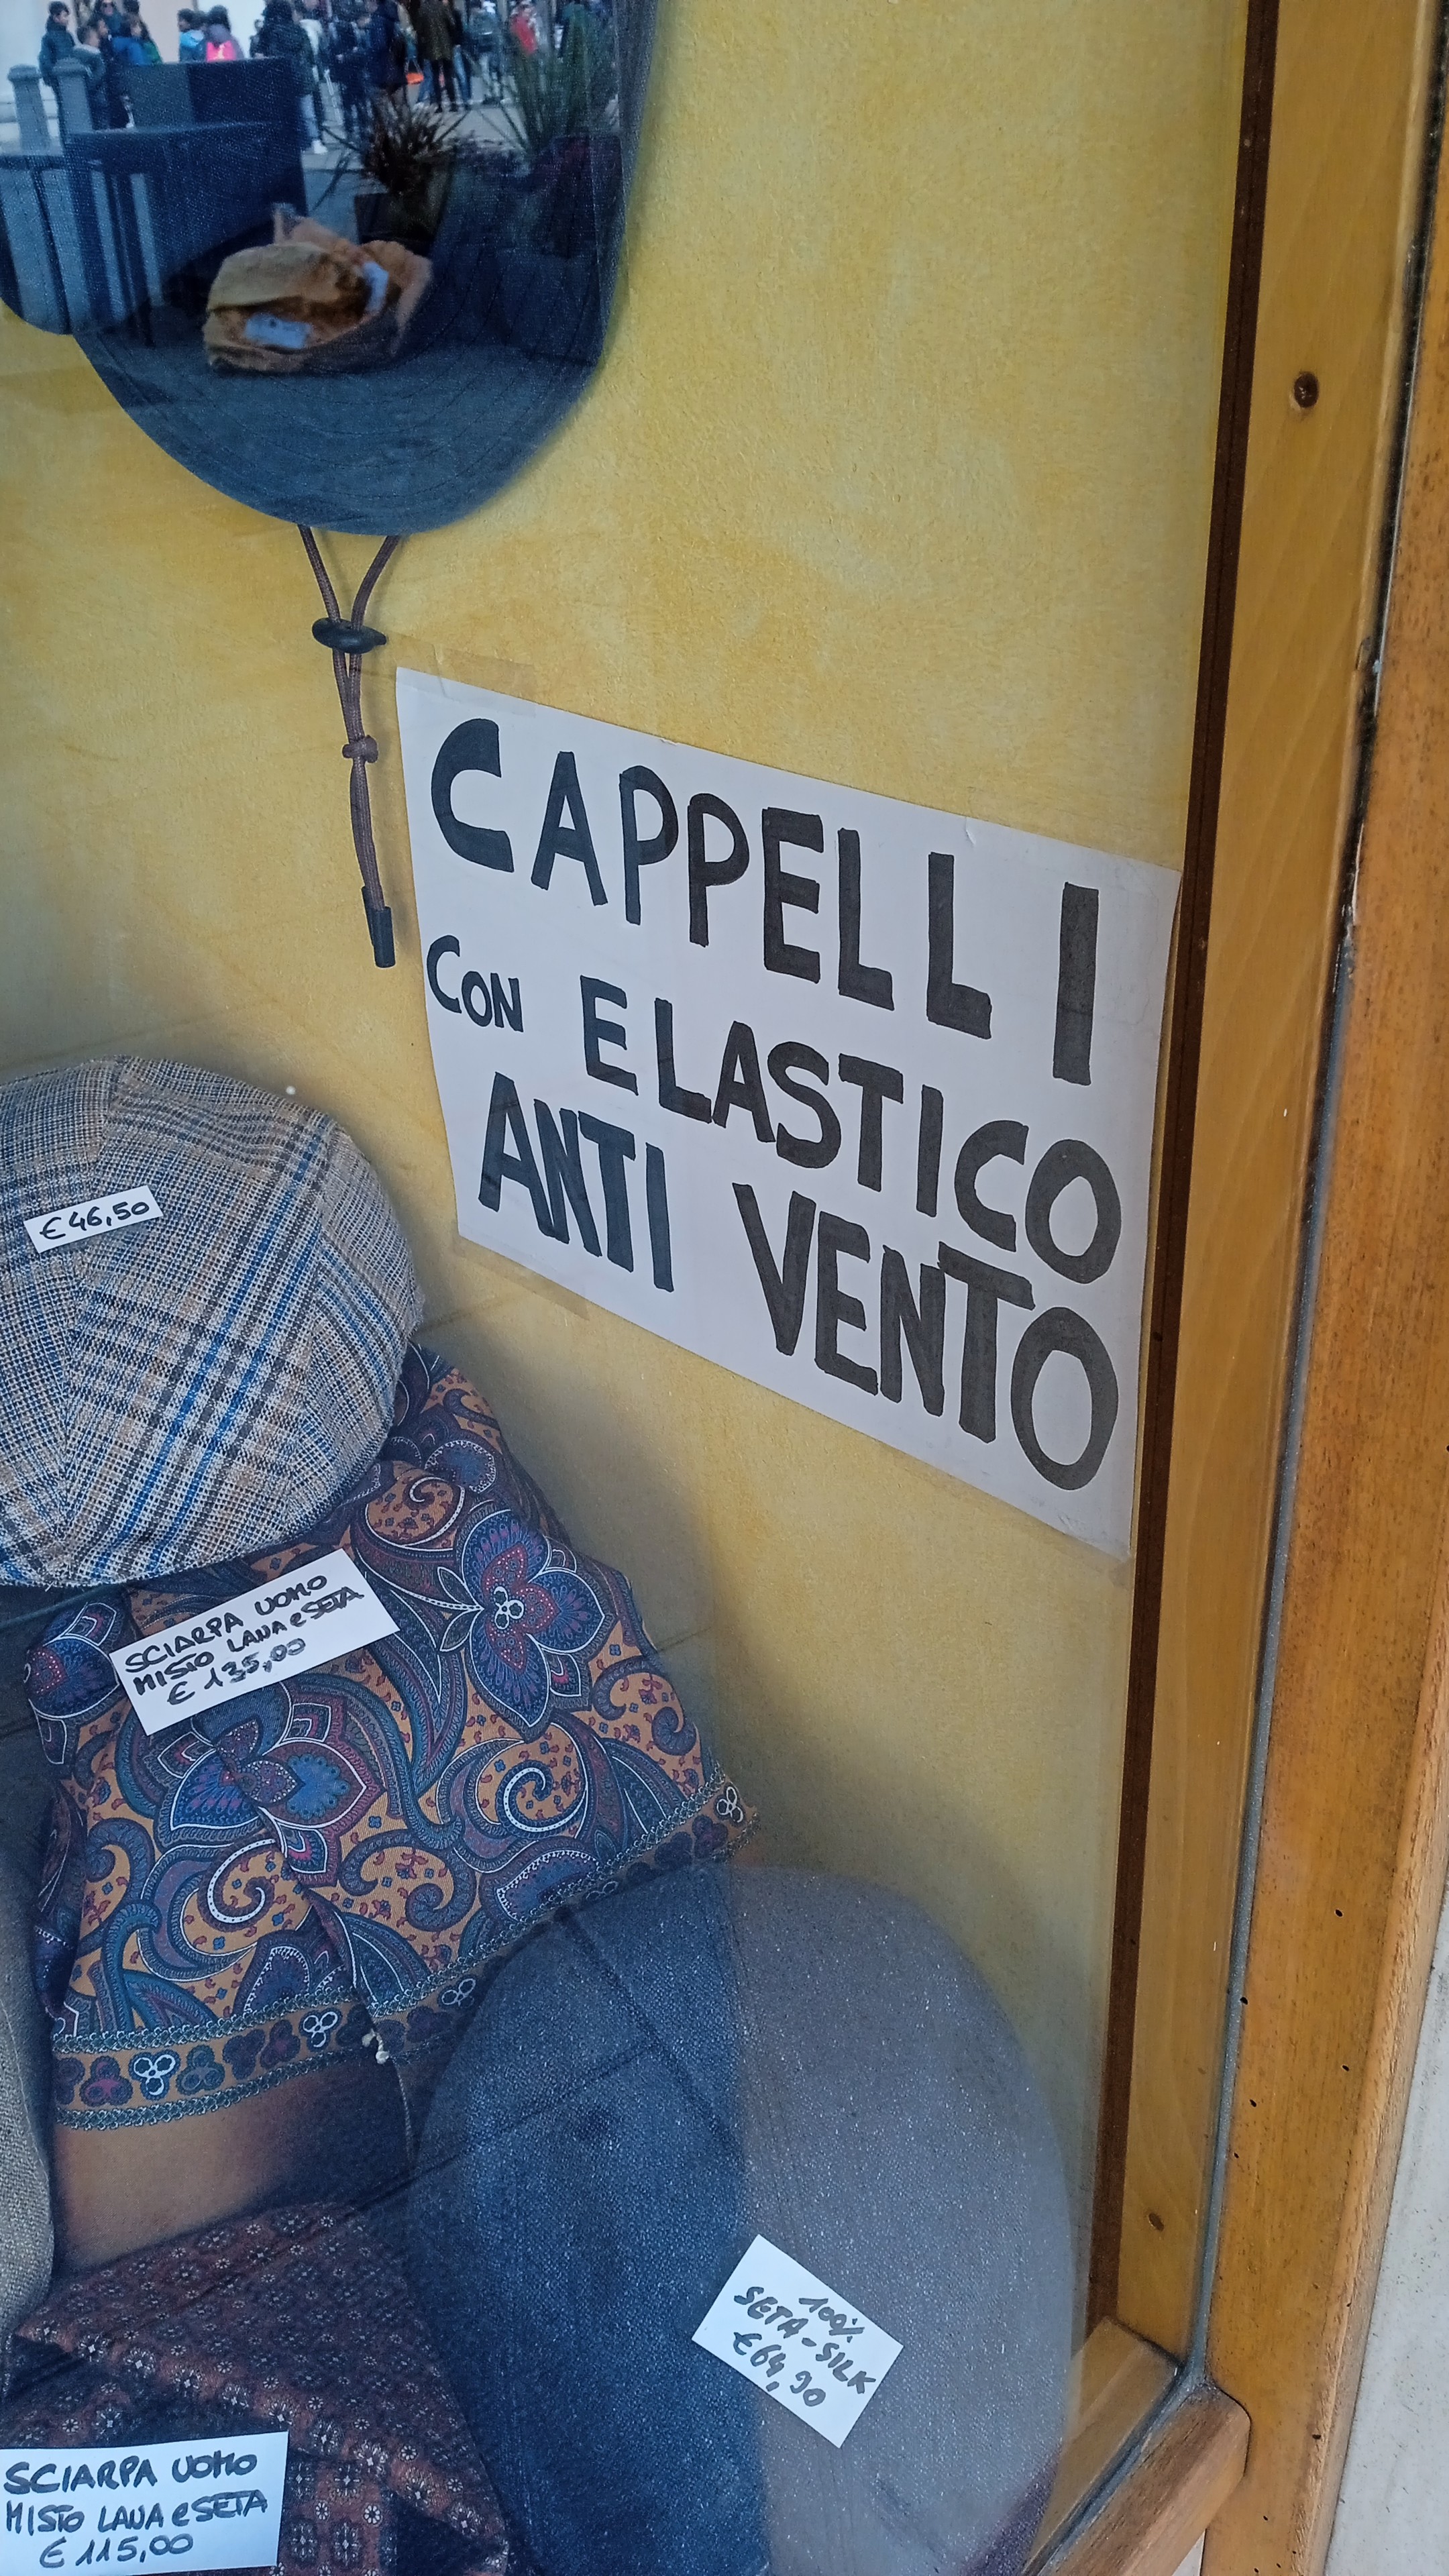 CAPPELLI
CON ELASTICO
ANTI VENTO
€ 46,50
SCIARPA UOMO
MISTO LANA e SETA
€ 135,00
100%
SETA-SILK
€ 64,90
SCIARPA UOMO
MISTO LANA e SETA
€ 115,00